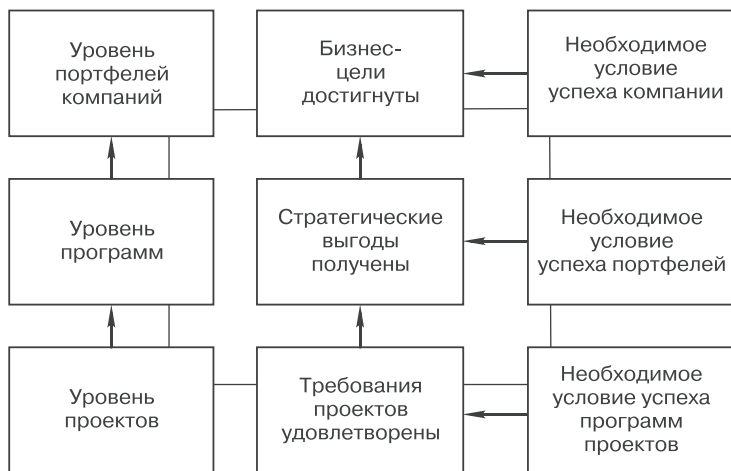 Уровень
портфелей
компаний
Бизнес-
цели
достигнуты
Необходимое
условие
успеха компании
Уровень
программ
Стратегические
выгоды
получены
Необходимое
условие
успеха портфелей
Уровень
проектов
Требования
проектов
удовлетворены
Необходимое
условие успеха
программ
проектов